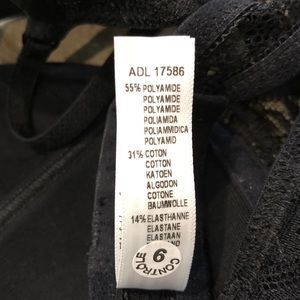 ADL 17586
55% POLYAMIDE
POLYAMIDE
POLYAMIDE
POLIAMIDA
POLIAMMIDICA
POLYAMID
31% COTON
COTTON
KATOEN
ALGODON
COTONE
BAUMWOLLE
14% ELASTHANNE
ELASTANE
ELASTAAN
CONTROLE
6